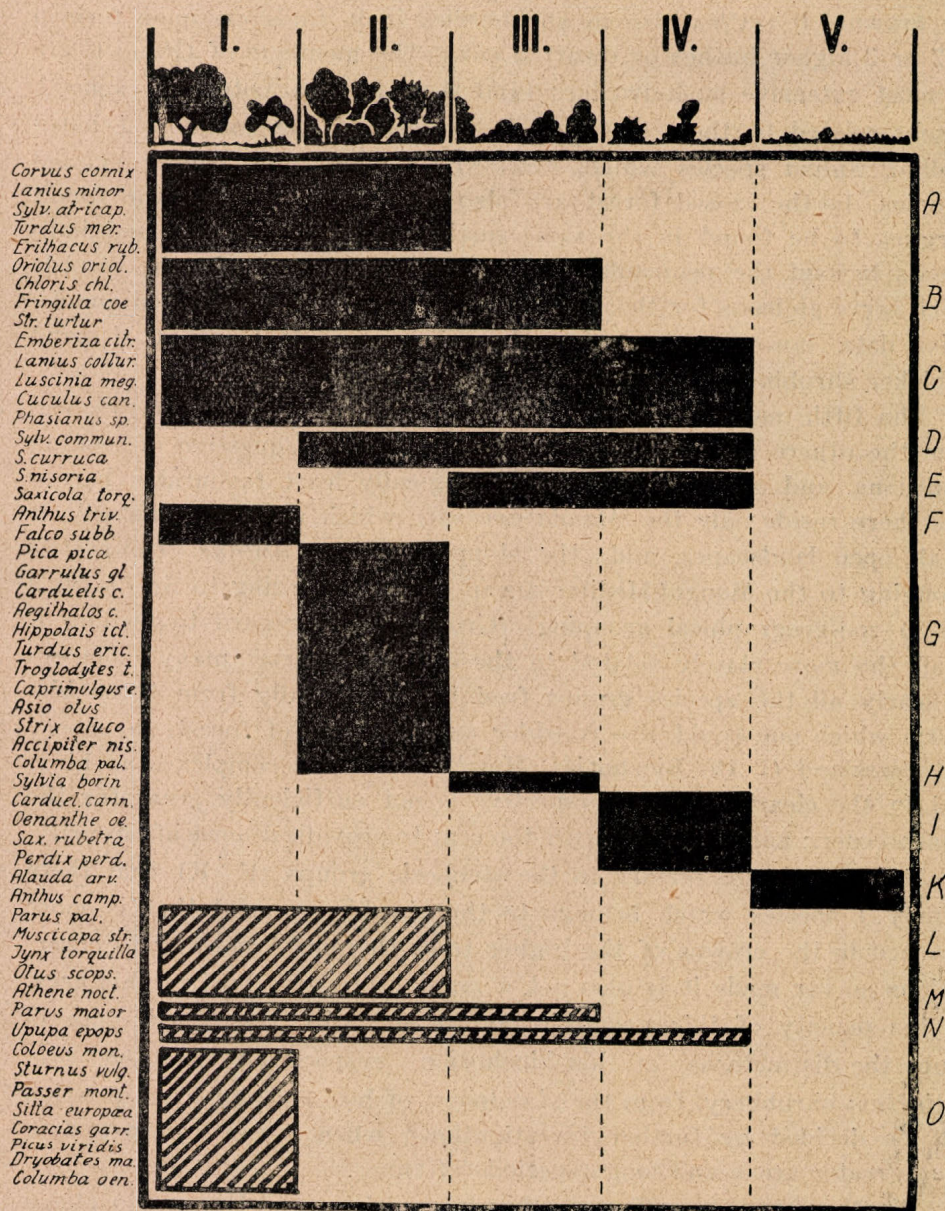 I. II. III. IV. V.
Corvus cornix
Lanius minor
A
Sylv. atricap.
Turdus mer.
Erithacus rub.
Oriolus oriol.
Chloris chl.
B
Fringilla coe
Str. turtur
Emberiza citr.
Lanius collur.
C
Luscinia meg.
Cuculus can.
Phasianus sp.
Sylv. commun.
D
S. curruca
S. nisoria
E
Saxicola torq.
Anthus triv.
F
Falco subb
Pica pica
Garrulus gl
Carduelis c.
Aegithalos c.
Hippolais ict.
G
Turdus eric.
Troglodytes t.
Caprimulgus e.
Asio otus
Strix aluco
Accipiter nis.
Columba pal.
Sylvia borin
H
Carduel. cann.
Oenanthe oe.
I
Sax. rubetra
Perdix perd.
Alauda arv.
K
Anthus camp.
Parus pal.
Muscicapa str.
L
Jynx torquilla
Otus scops.
Athene noct.
M
Parus maior
Upupa epops
N
Coloeus mon.
Sturnus vulg.
Passer mont.
Sitta europæa
O
Coracias garr.
Picus viridis
Dryobates ma.
Columba oen.